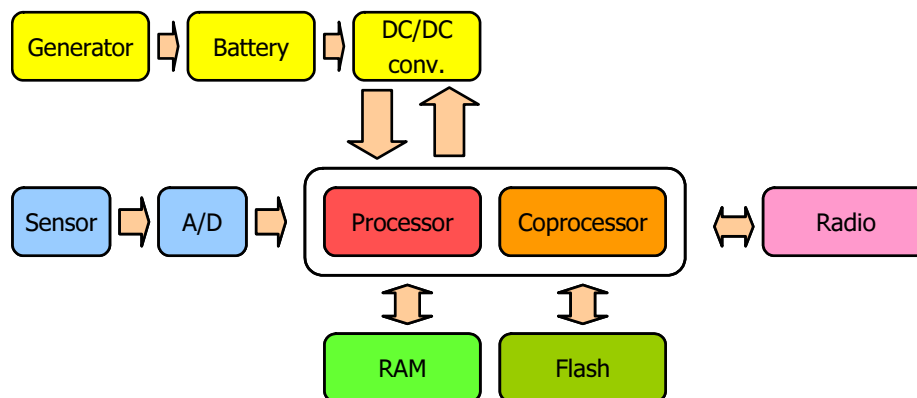 Generator
Battery
DC/DC
conv.
Sensor
A/D
Processor
Coprocessor
Radio
RAM
Flash